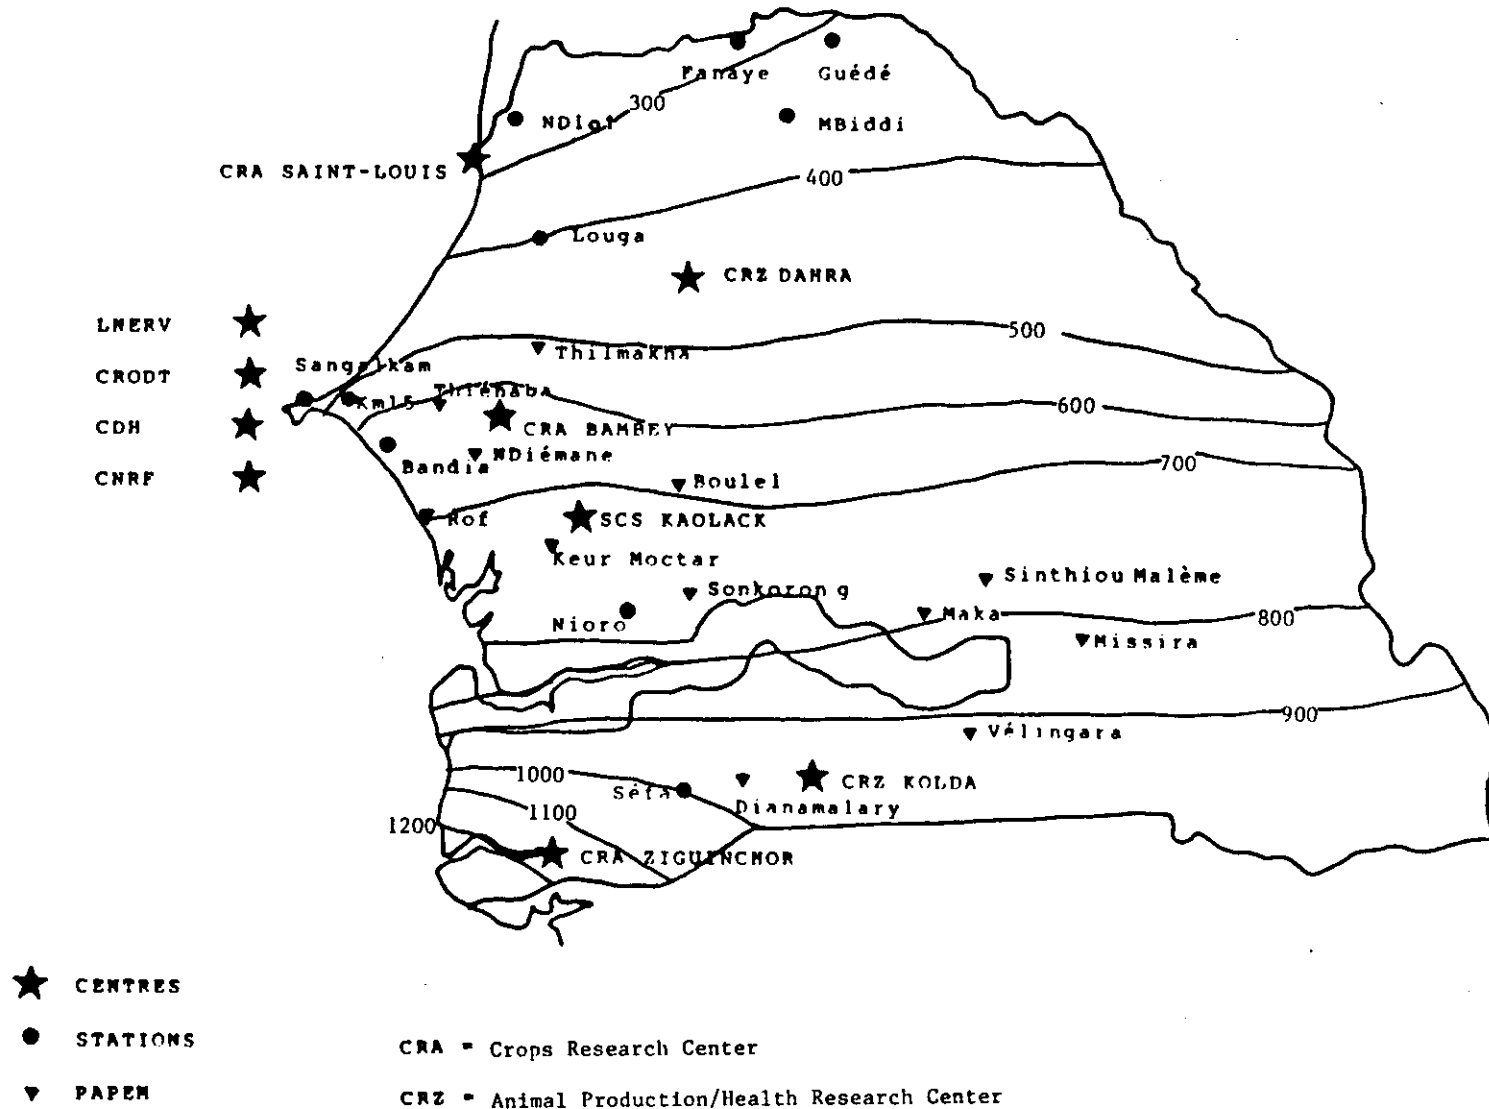 Fanaye
Guédé
300
NDiol
MBiddi
CRA SAINT-LOUIS
400
Louga
CRZ DAHRA
LNERV
500
Thilmakha
Sangalkam
CRODT
Thiénaba
Km15
600
CDH
CRA BAMBEY
NDiémane
Bandia
700
CNRF
Boulel
Rof
SCS KAOLACK
Keur Moctar
Sinthiou Malème
Sonkorong
Maka
800
Nioro
Missira
900
Vélingara
1000
CRZ KOLDA
Séfa
Dianamalary
1100
1200
CRA ZIGUINCHOR
CENTRES
STATIONS
CRA = Crops Research Center
PAPEM
CRZ = Animal Production/Health Research Center